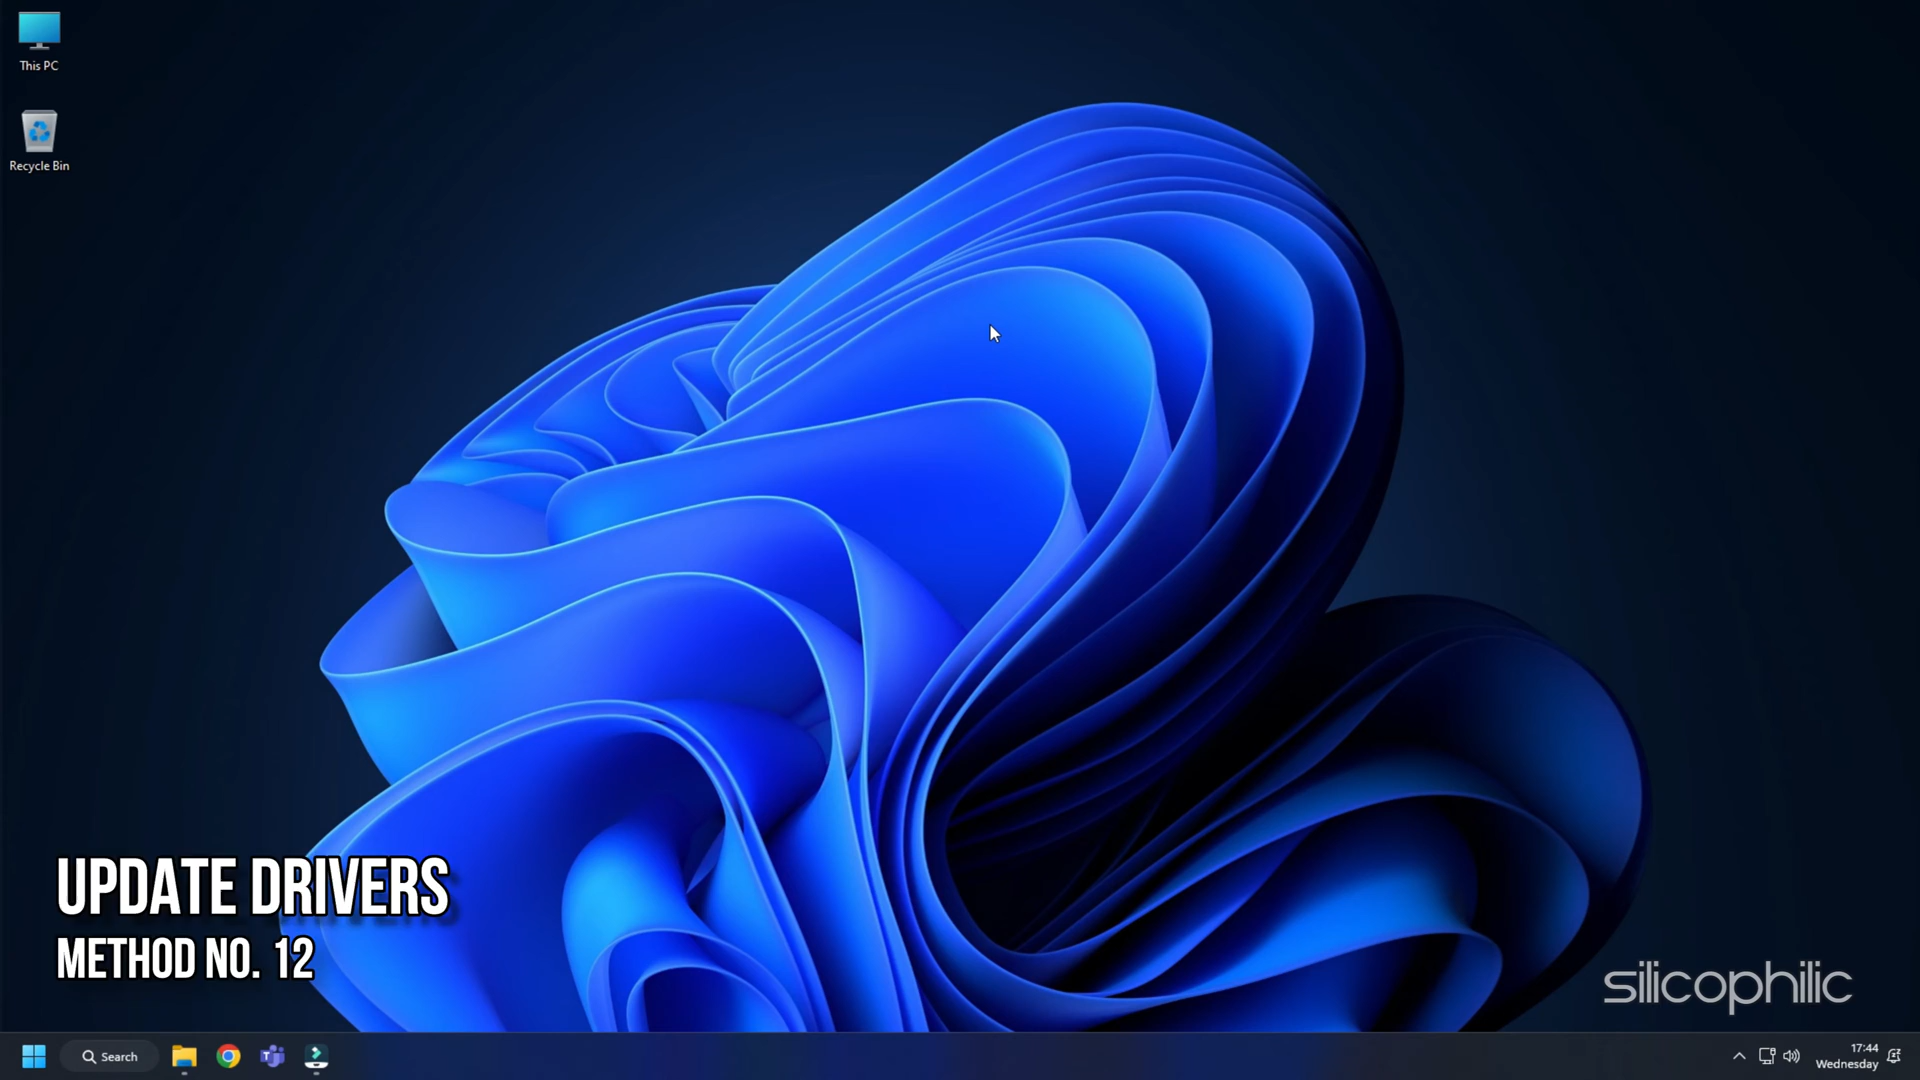 This PC
Recycle Bin
UPDATE DRIVERS
METHOD NO. 12
silicophilic
Search
17:44
Wednesday